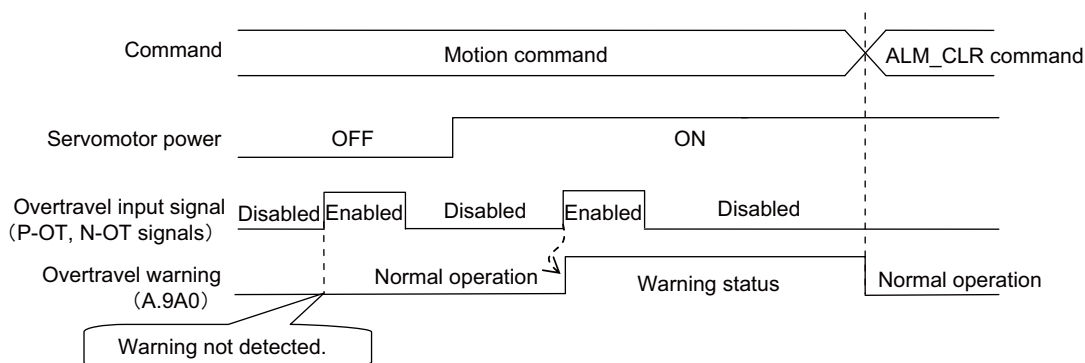 Command
Motion command
ALM_CLR command
Servomotor power
OFF
ON
Overtravel input signal
（P-OT, N-OT signals）
Disabled
Enabled
Disabled
Enabled
Disabled
Overtravel warning
（A.9A0）
Normal operation
Warning status
Normal operation
Warning not detected.